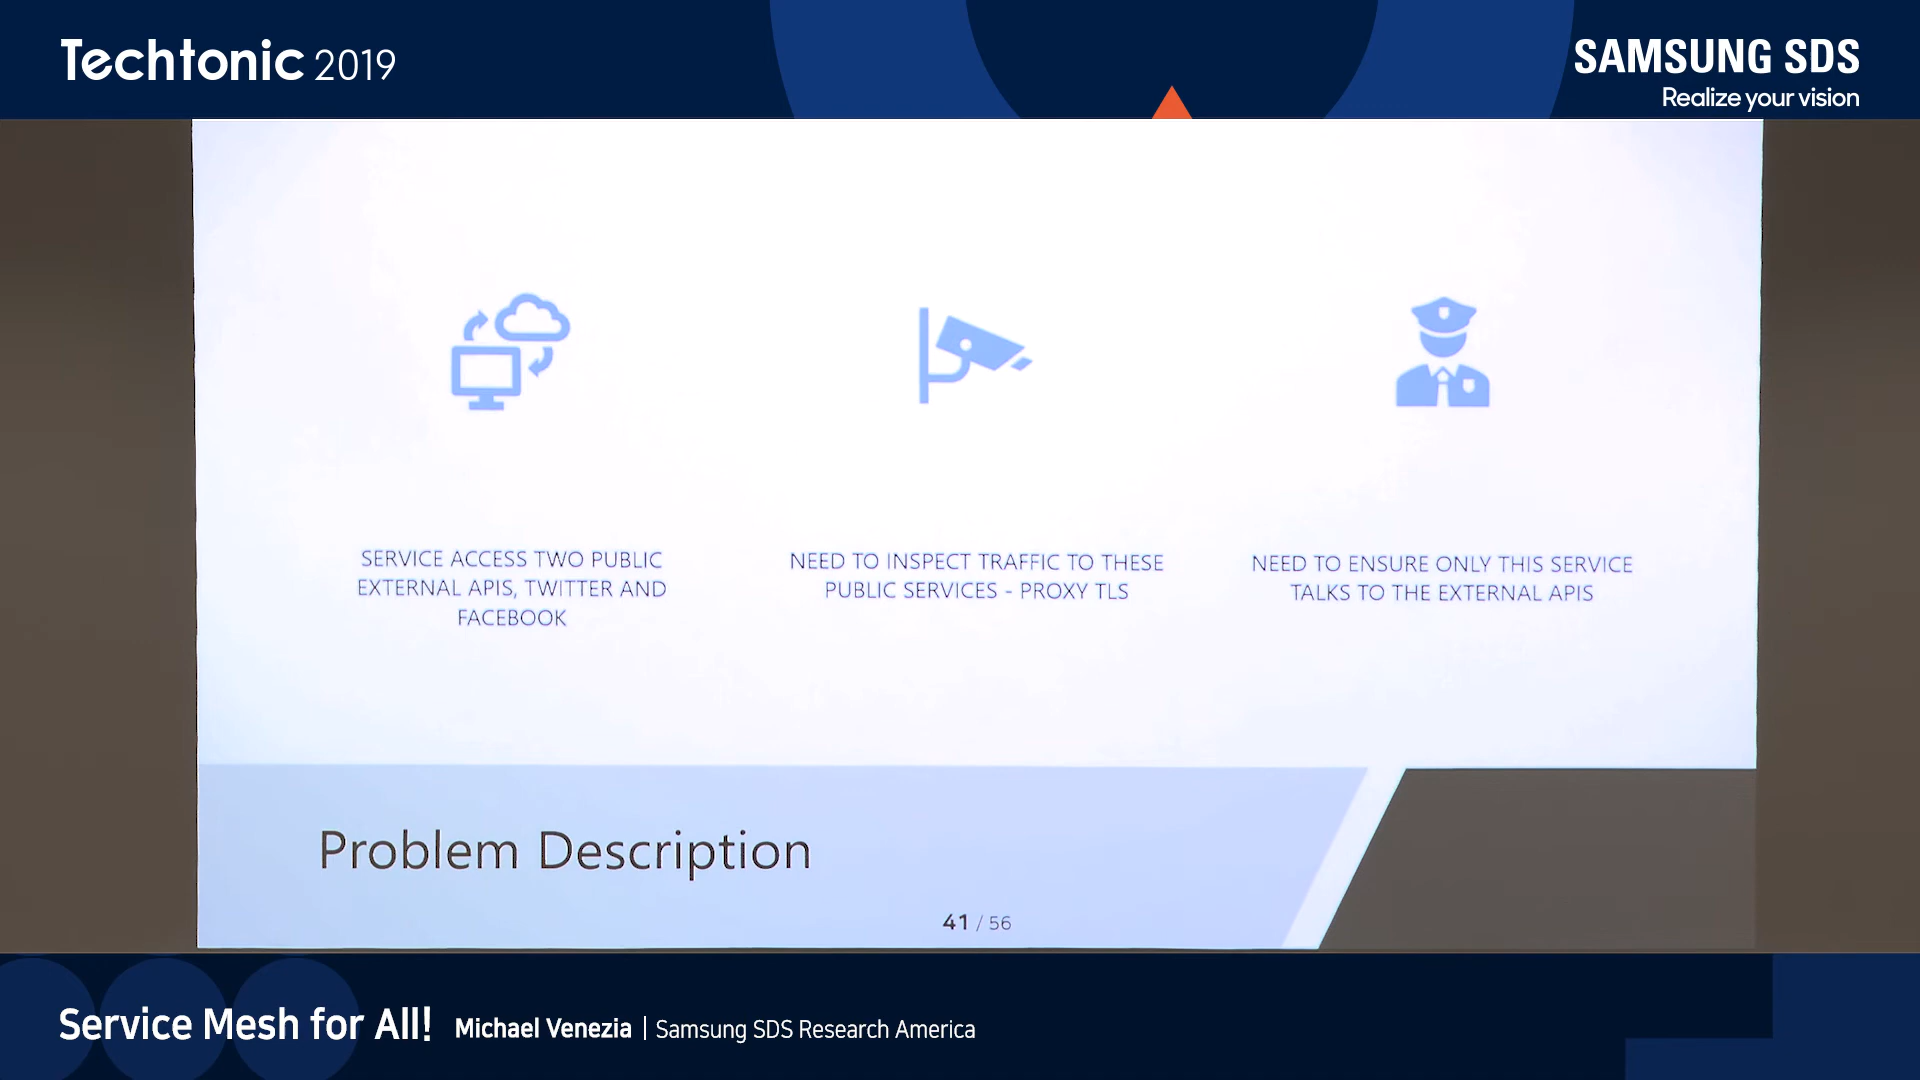 Techtonic 2019
SAMSUNG SDS
Realize your vision
SERVICE ACCESS TWO PUBLIC
EXTERNAL APIS, TWITTER AND
FACEBOOK
NEED TO INSPECT TRAFFIC TO THESE
PUBLIC SERVICES - PROXY TLS
NEED TO ENSURE ONLY THIS SERVICE
TALKS TO THE EXTERNAL APIS
Problem Description
41 / 56
Service Mesh for All! Michael Venezia | Samsung SDS Research America